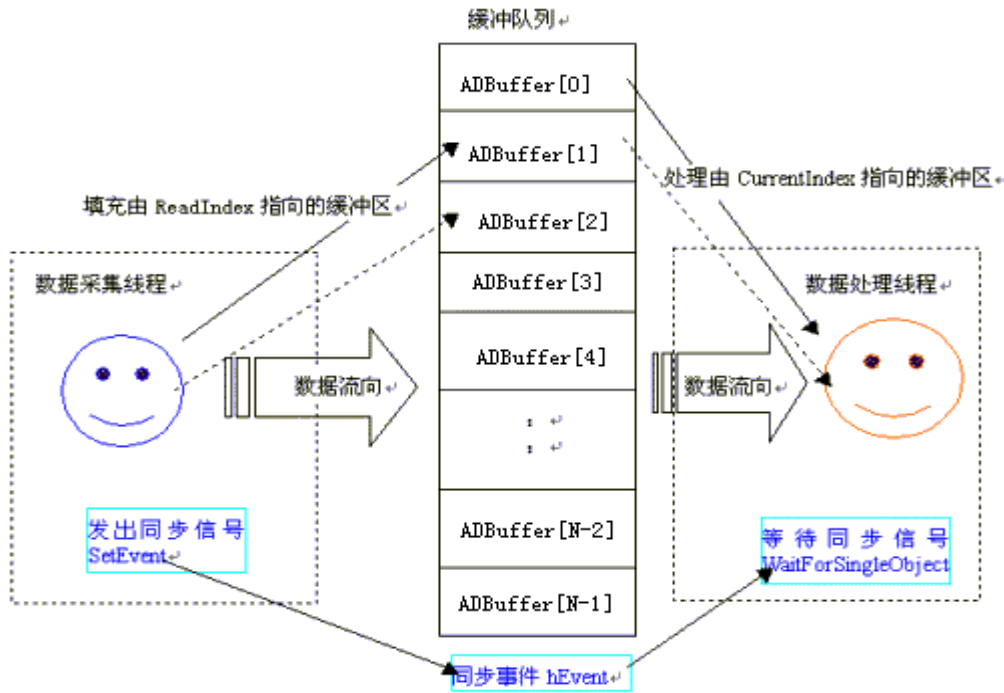 缓冲队列
ADBuffer[0]
ADBuffer[1]
处理由 CurrentIndex 指向的缓冲区
填充由 ReadIndex 指向的缓冲区
ADBuffer[2]
数据采集线程
ADBuffer[3]
数据处理线程
ADBuffer[4]
数据流向
数据流向
:
:
发出同步信号
SetEvent
ADBuffer[N-2]
等待同步信号
WaitForSingleObject
ADBuffer[N-1]
同步事件 hEvent